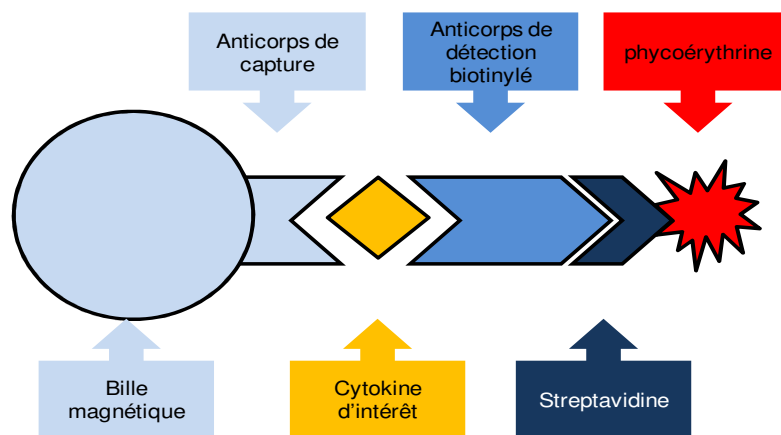 Anticorps de
capture
Anticorps de
détection
biotinylé
phycoérythrine
Bille
magnétique
Cytokine
d'intérêt
Streptavidine